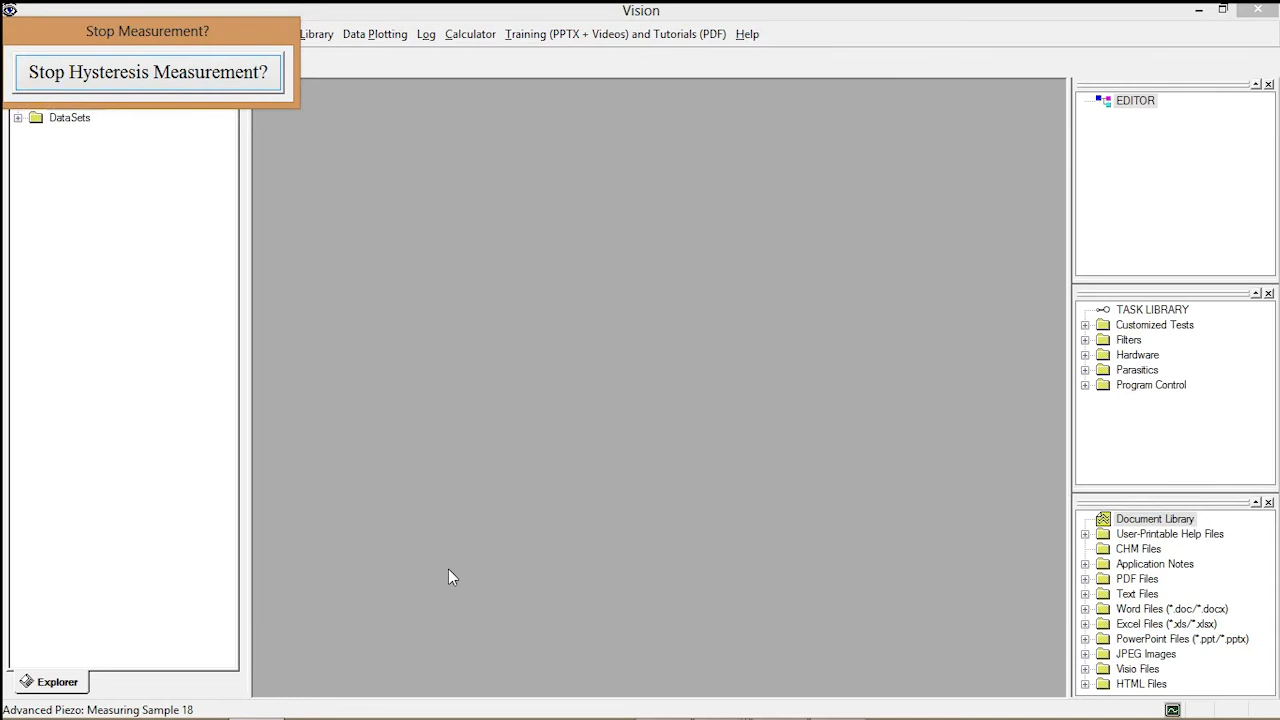 Vision
Stop Measurement?
Library Data Plotting Log Calculator Training (PPTX + Videos) and Tutorials (PDF) Help
Stop Hysteresis Measurement?
DataSets
EDITOR
TASK LIBRARY
Customized Tests
Filters
Hardware
Parasitics
Program Control
Document Library
User-Printable Help Files
CHM Files
Application Notes
PDF Files
Text Files
Word Files (*.doc/*.docx)
Excel Files (*.xls/*.xlsx)
PowerPoint Files (*.ppt/*.pptx)
JPEG Images
Visio Files
HTML Files
Explorer
Advanced Piezo: Measuring Sample 18